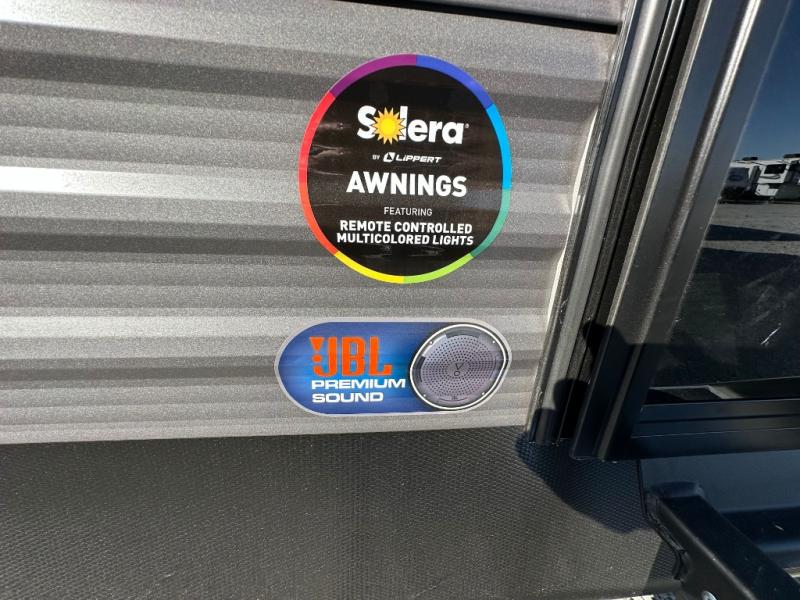 Solera
BY LIPPERT
AWNINGS
FEATURING
REMOTE CONTROLLED
MULTICOLORED LIGHTS
JBL
PREMIUM
SOUND